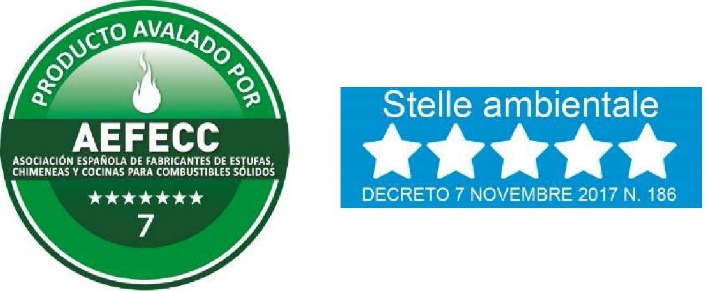 PRODUCTO AVALADO POR
AEFECC
ASOCIACIÓN ESPAÑOLA DE FABRICANTES DE ESTUFAS,
CHIMENEAS Y COCINAS PARA COMBUSTIBLES SÓLIDOS
7
Stelle ambientale
DECRETO 7 NOVEMBRE 2017 N. 186